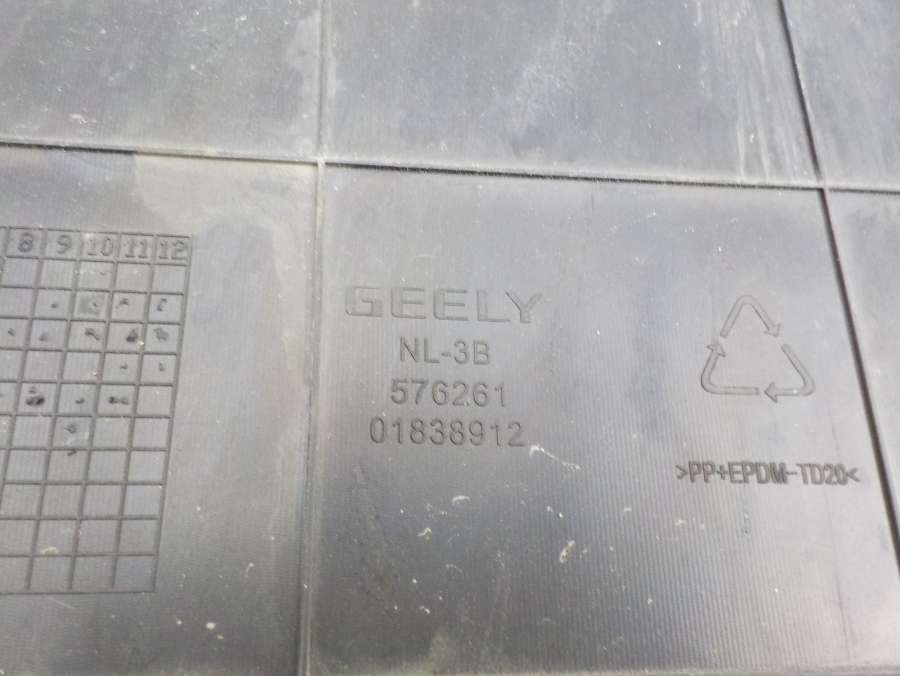 8 9 10 11 12
GEELY
NL-3B
576261
01838912
>PP+EPDM-TD20<